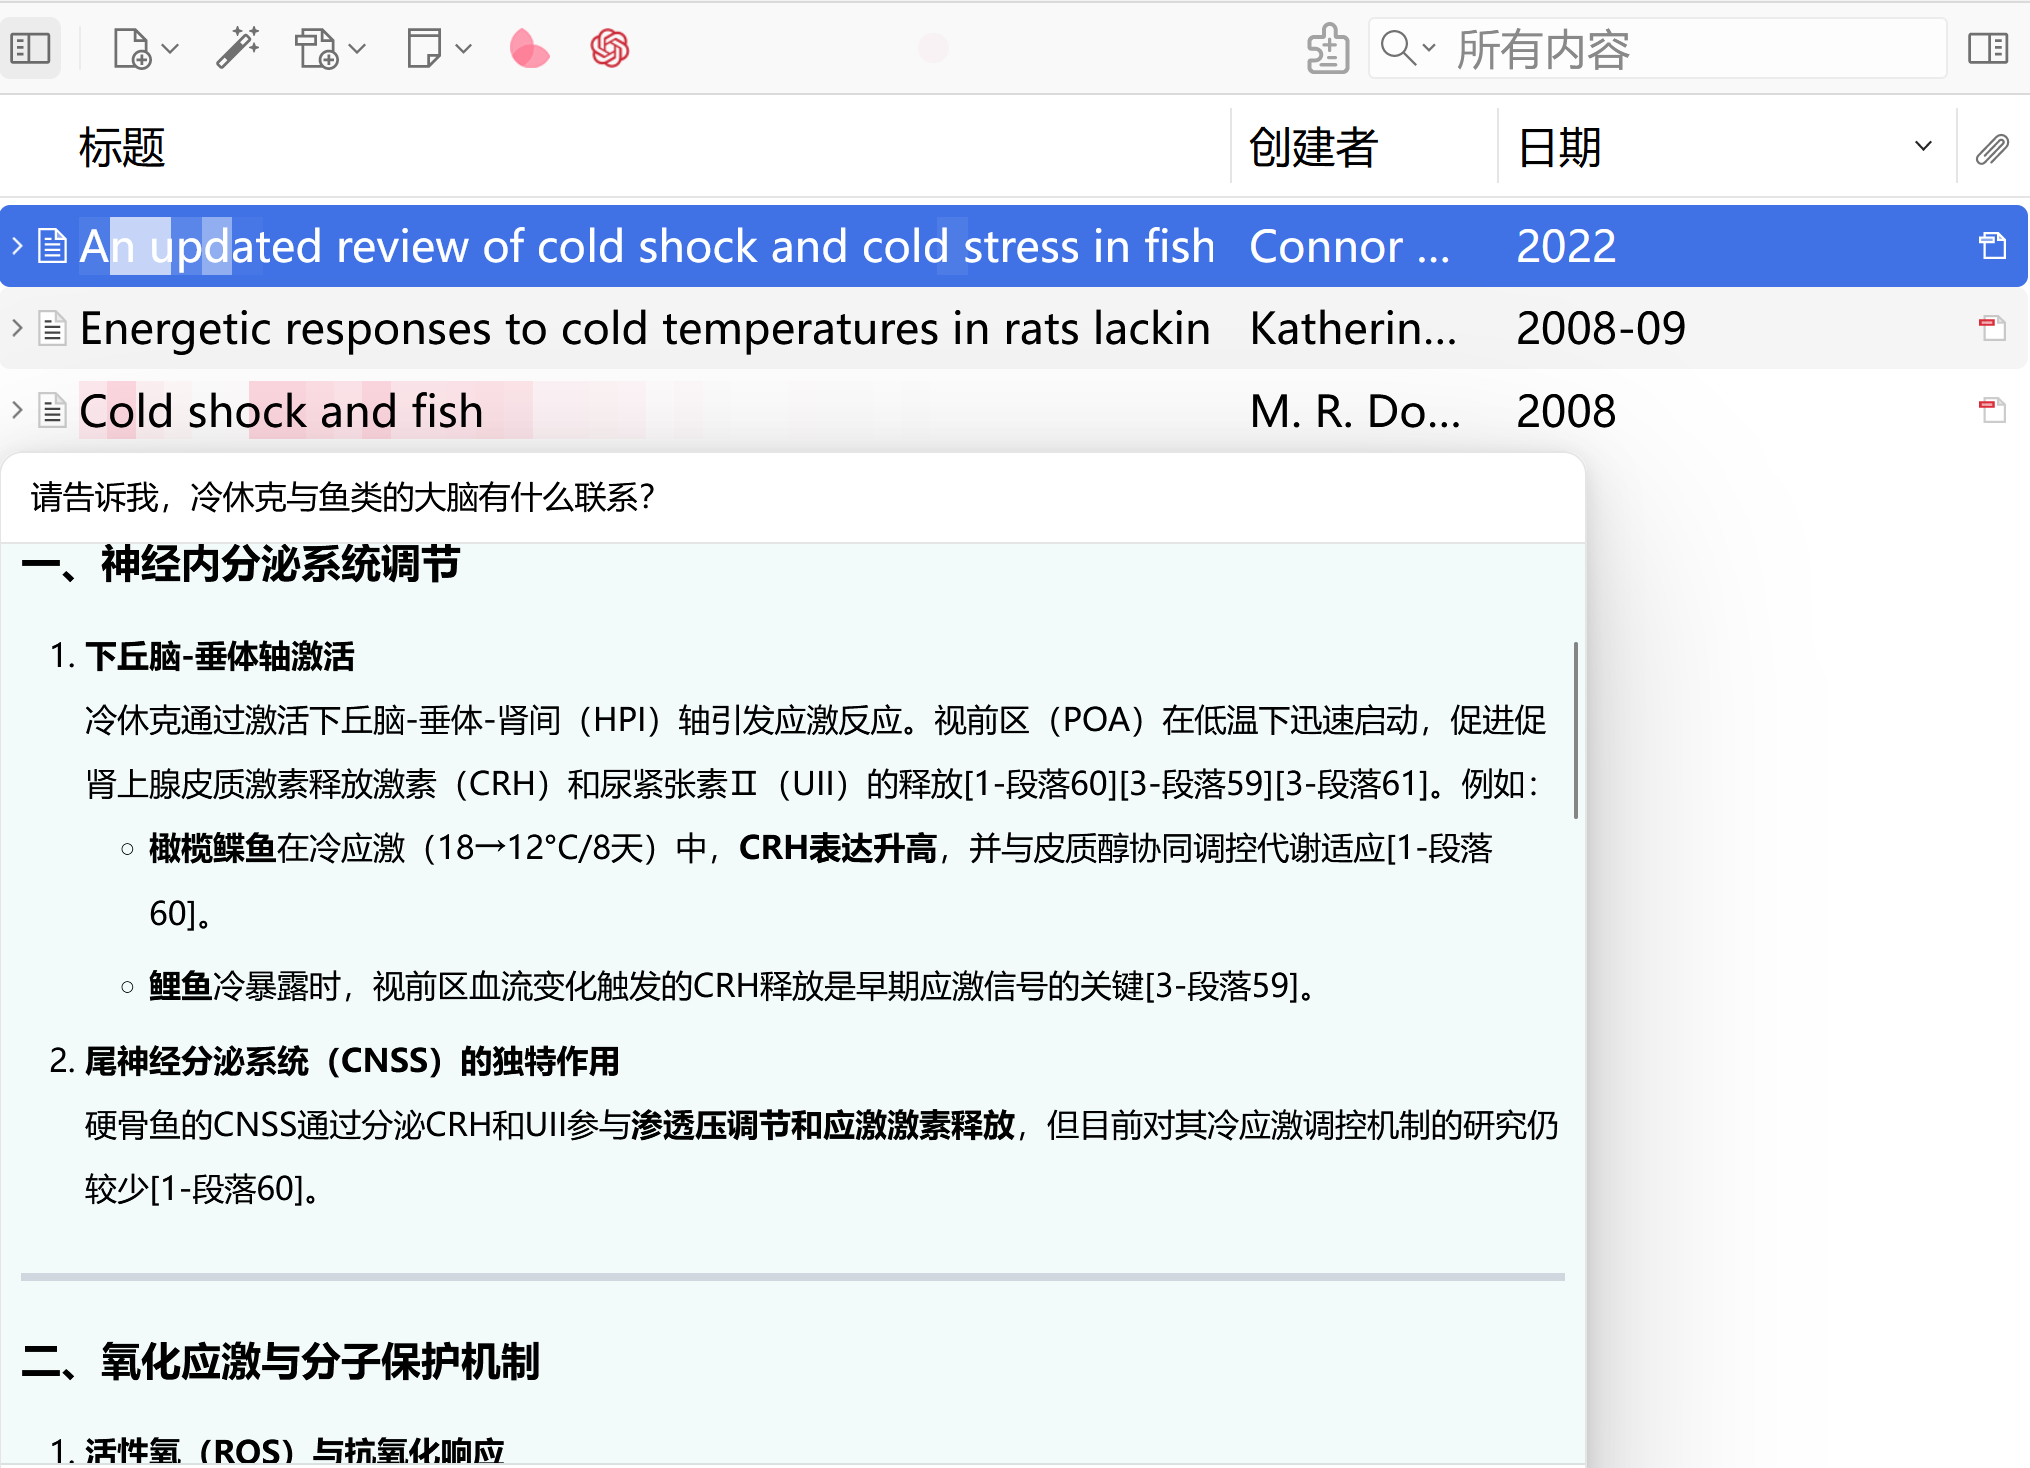 所有内容
标题 创建者 日期
An updated review of cold shock and cold stress in fish Connor ... 2022
Energetic responses to cold temperatures in rats lackin Katherin... 2008-09
Cold shock and fish M. R. Do... 2008
请告诉我，冷休克与鱼类的大脑有什么联系？
一、神经内分泌系统调节
1. 下丘脑-垂体轴激活
冷休克通过激活下丘脑-垂体-肾间（HPI）轴引发应激反应。视前区（POA）在低温下迅速启动，促进促
肾上腺皮质激素释放激素（CRH）和尿紧张素Ⅱ（UII）的释放[1-段落60][3-段落59][3-段落61]。例如：
◦ 橄榄鲽鱼在冷应激（18→12°C/8天）中，CRH表达升高，并与皮质醇协同调控代谢适应[1-段落
60]。
◦ 鲤鱼冷暴露时，视前区血流变化触发的CRH释放是早期应激信号的关键[3-段落59]。
2. 尾神经分泌系统（CNSS）的独特作用
硬骨鱼的CNSS通过分泌CRH和UII参与渗透压调节和应激激素释放，但目前对其冷应激调控机制的研究仍
较少[1-段落60]。
二、氧化应激与分子保护机制
1. 活性氧（ROS）与抗氧化响应